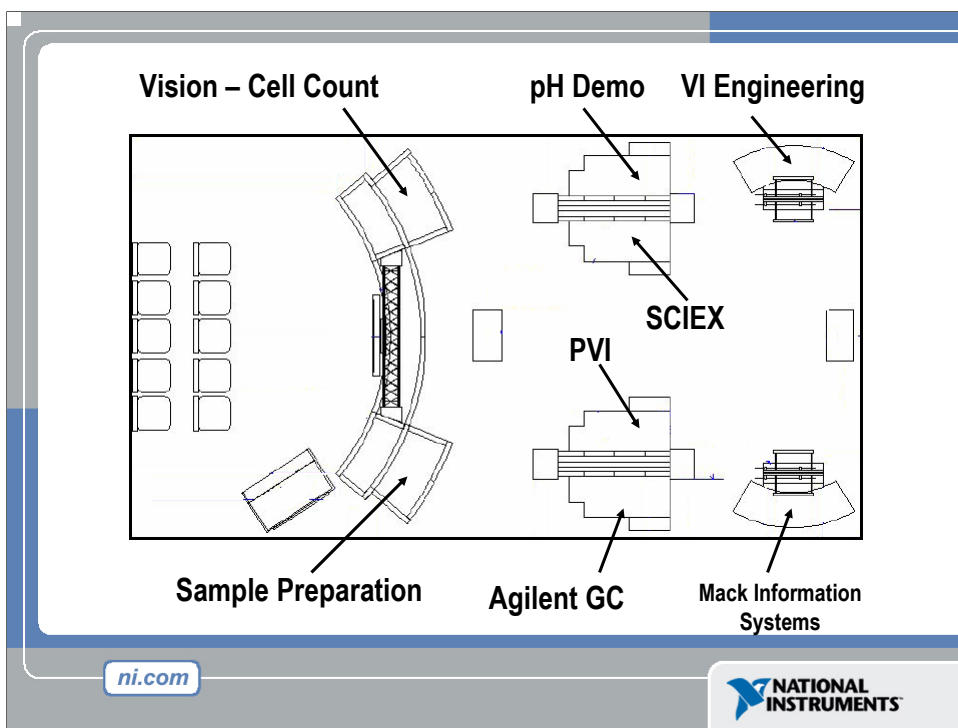 Vision – Cell Count
pH Demo
VI Engineering
SCIEX
PVI
Sample Preparation
Agilent GC
Mack Information
Systems
ni.com
NATIONAL
INSTRUMENTS™